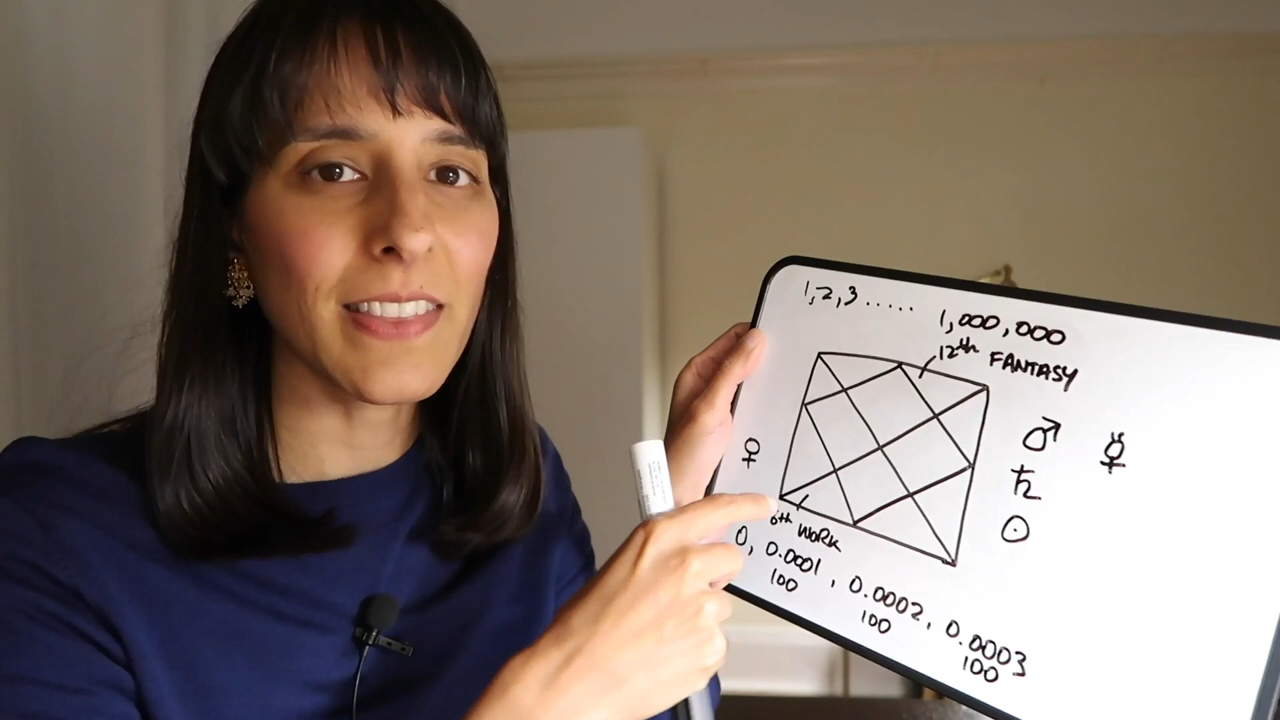 1,2,3.....
1,000,000
12th FANTASY
♀
♂
☿
♄
☉
6th WORK
0, 0.0001, 0.0002, 0.0003
100 100 100